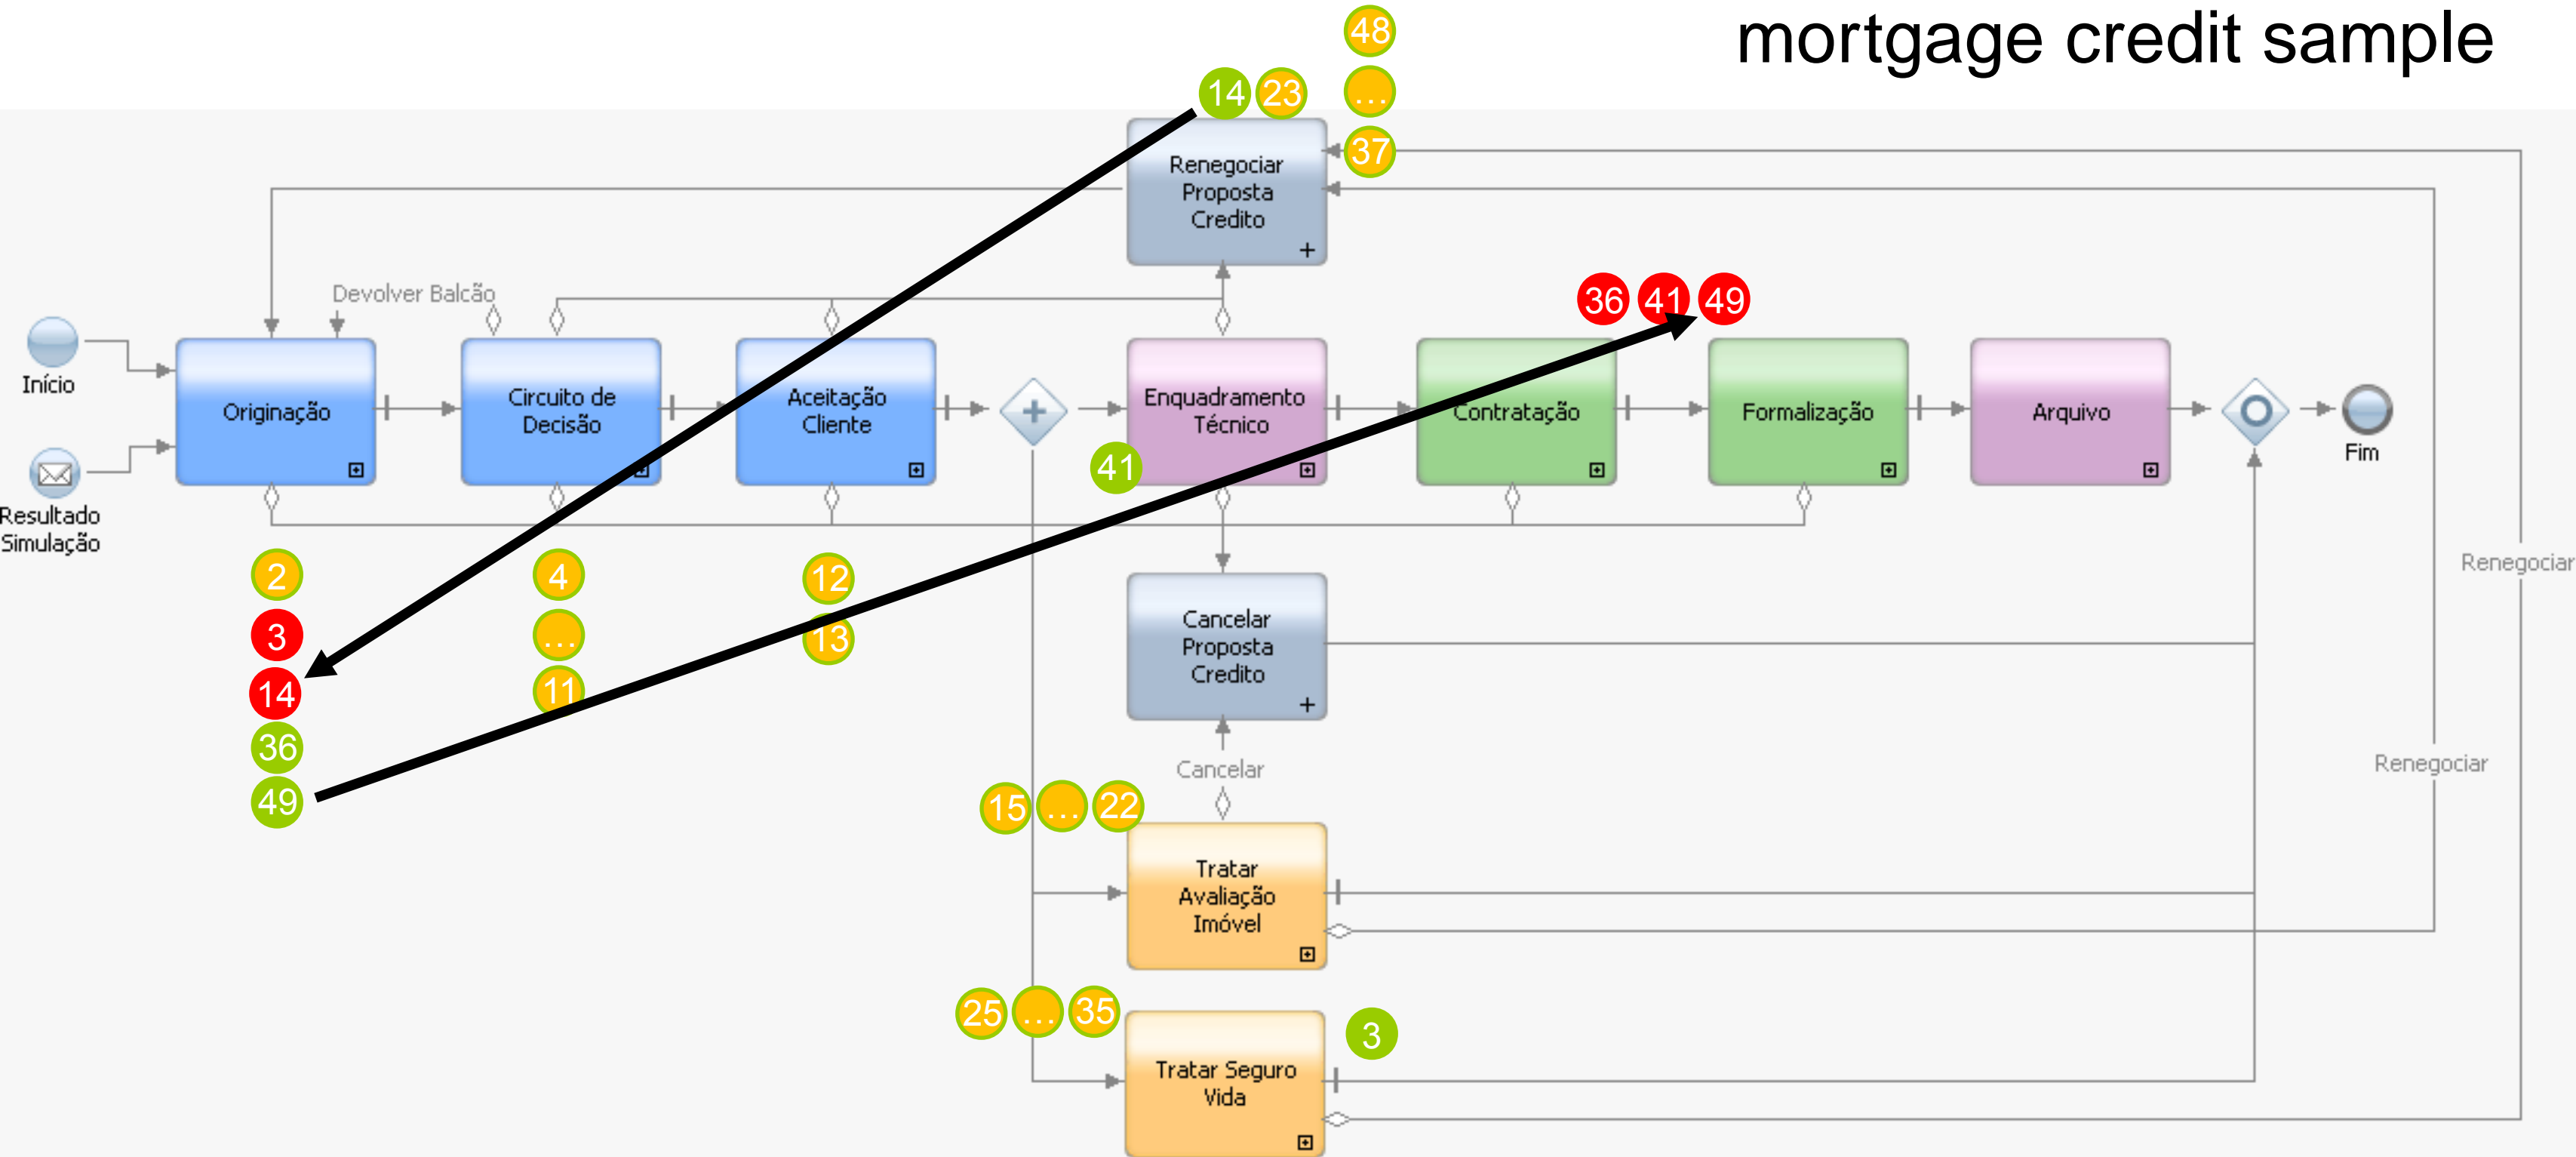 mortgage credit sample
48
14 23
…
37
Renegociar
Proposta
Credito
Devolver Balcão
36 41 49
Início
Originação
Circuito de
Decisão
Aceitação
Cliente
Enquadramento
Técnico
Contratação
Formalização
Arquivo
Fim
41
Resultado
Simulação
2
3
14
36
49
4
…
11
12
13
Cancelar
Proposta
Credito
Renegociar
Cancelar
Renegociar
15 … 22
Tratar
Avaliação
Imóvel
25 … 35
3
Tratar Seguro
Vida